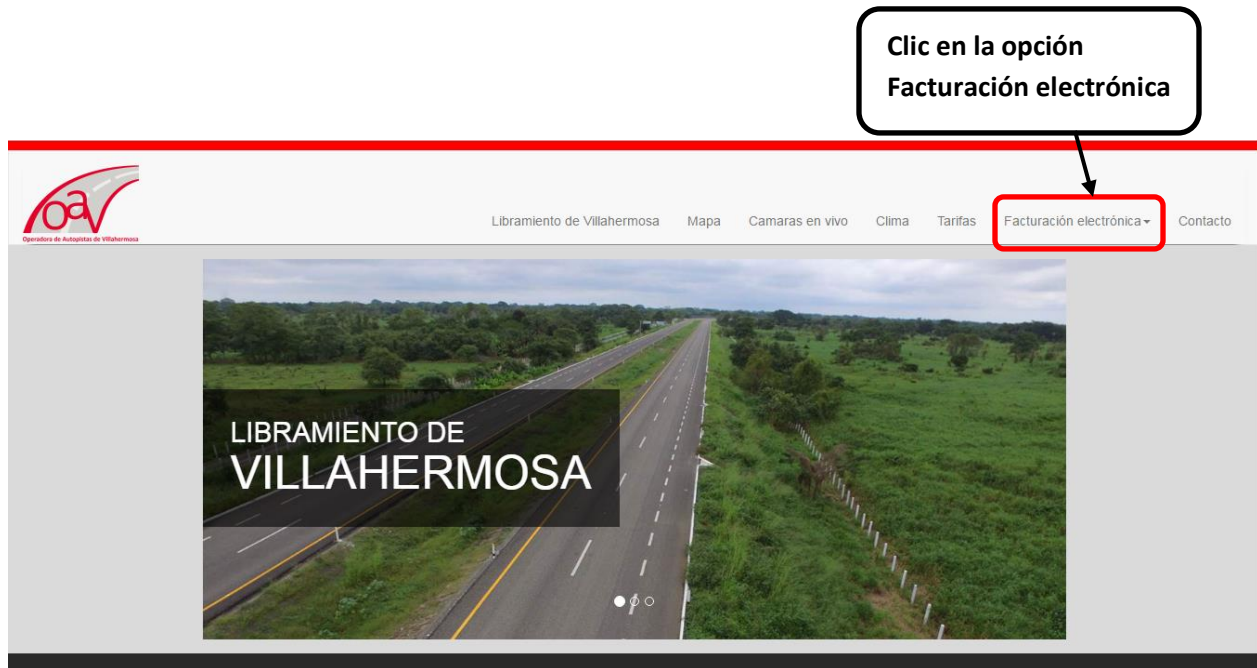 Clic en la opción
Facturación electrónica
oav
Operadora de Autopistas de Villahermosa
Libramiento de Villahermosa Mapa Camaras en vivo Clima Tarifas Facturación electrónica Contacto
LIBRAMIENTO DE
VILLAHERMOSA